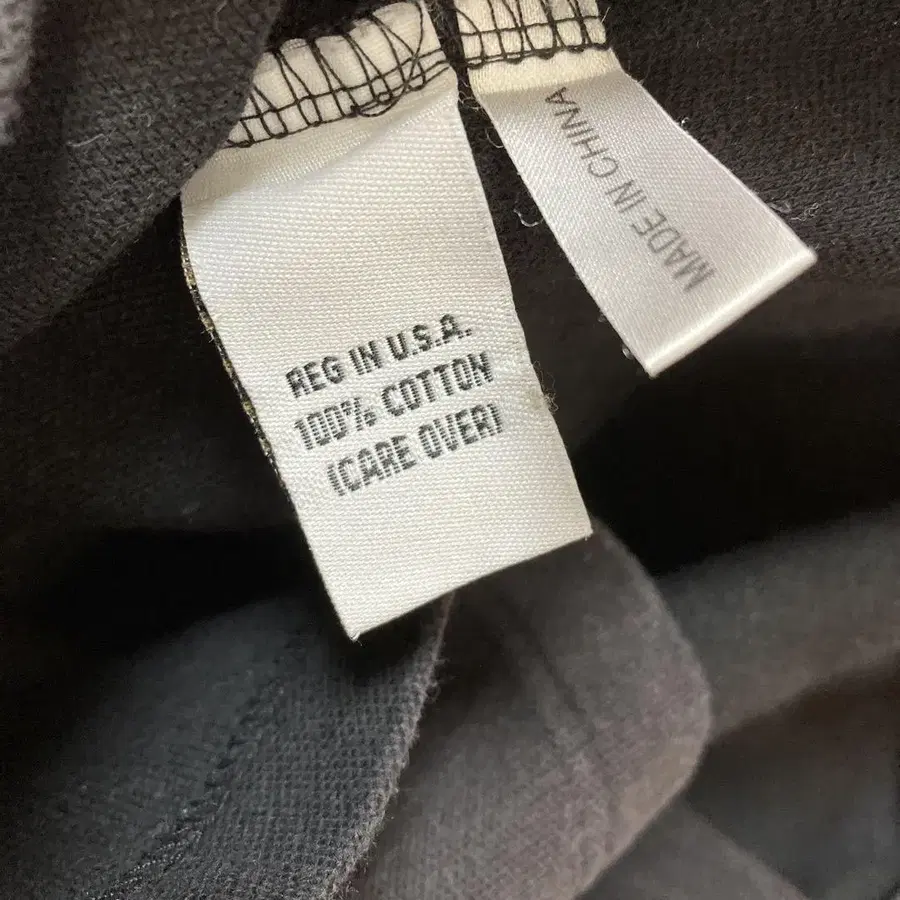 REG IN U.S.A.
100% COTTON
(CARE OVER)
MADE IN CHINA